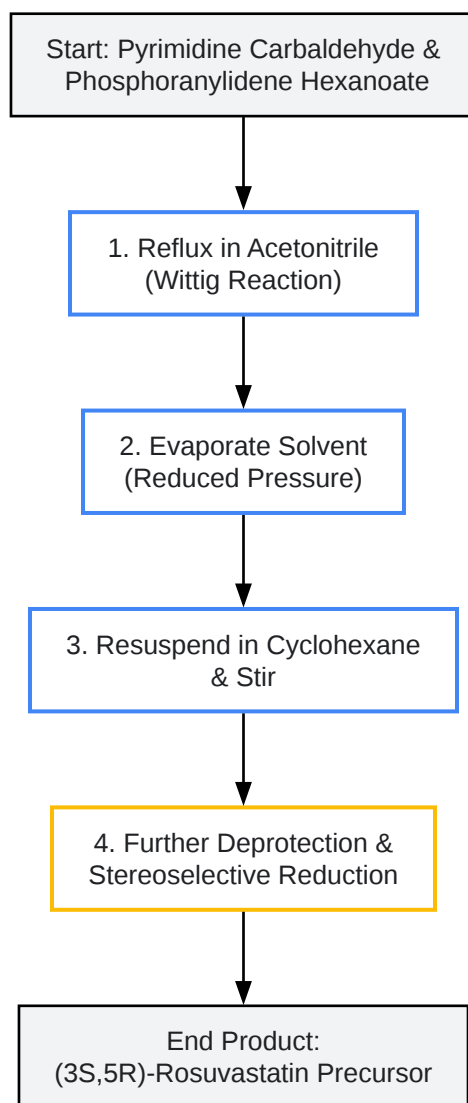 Start: Pyrimidine Carbaldehyde &
Phosphoranylidene Hexanoate
1. Reflux in Acetonitrile
(Wittig Reaction)
2. Evaporate Solvent
(Reduced Pressure)
3. Resuspend in Cyclohexane
& Stir
4. Further Deprotection &
Stereoselective Reduction
End Product:
(3S,5R)-Rosuvastatin Precursor